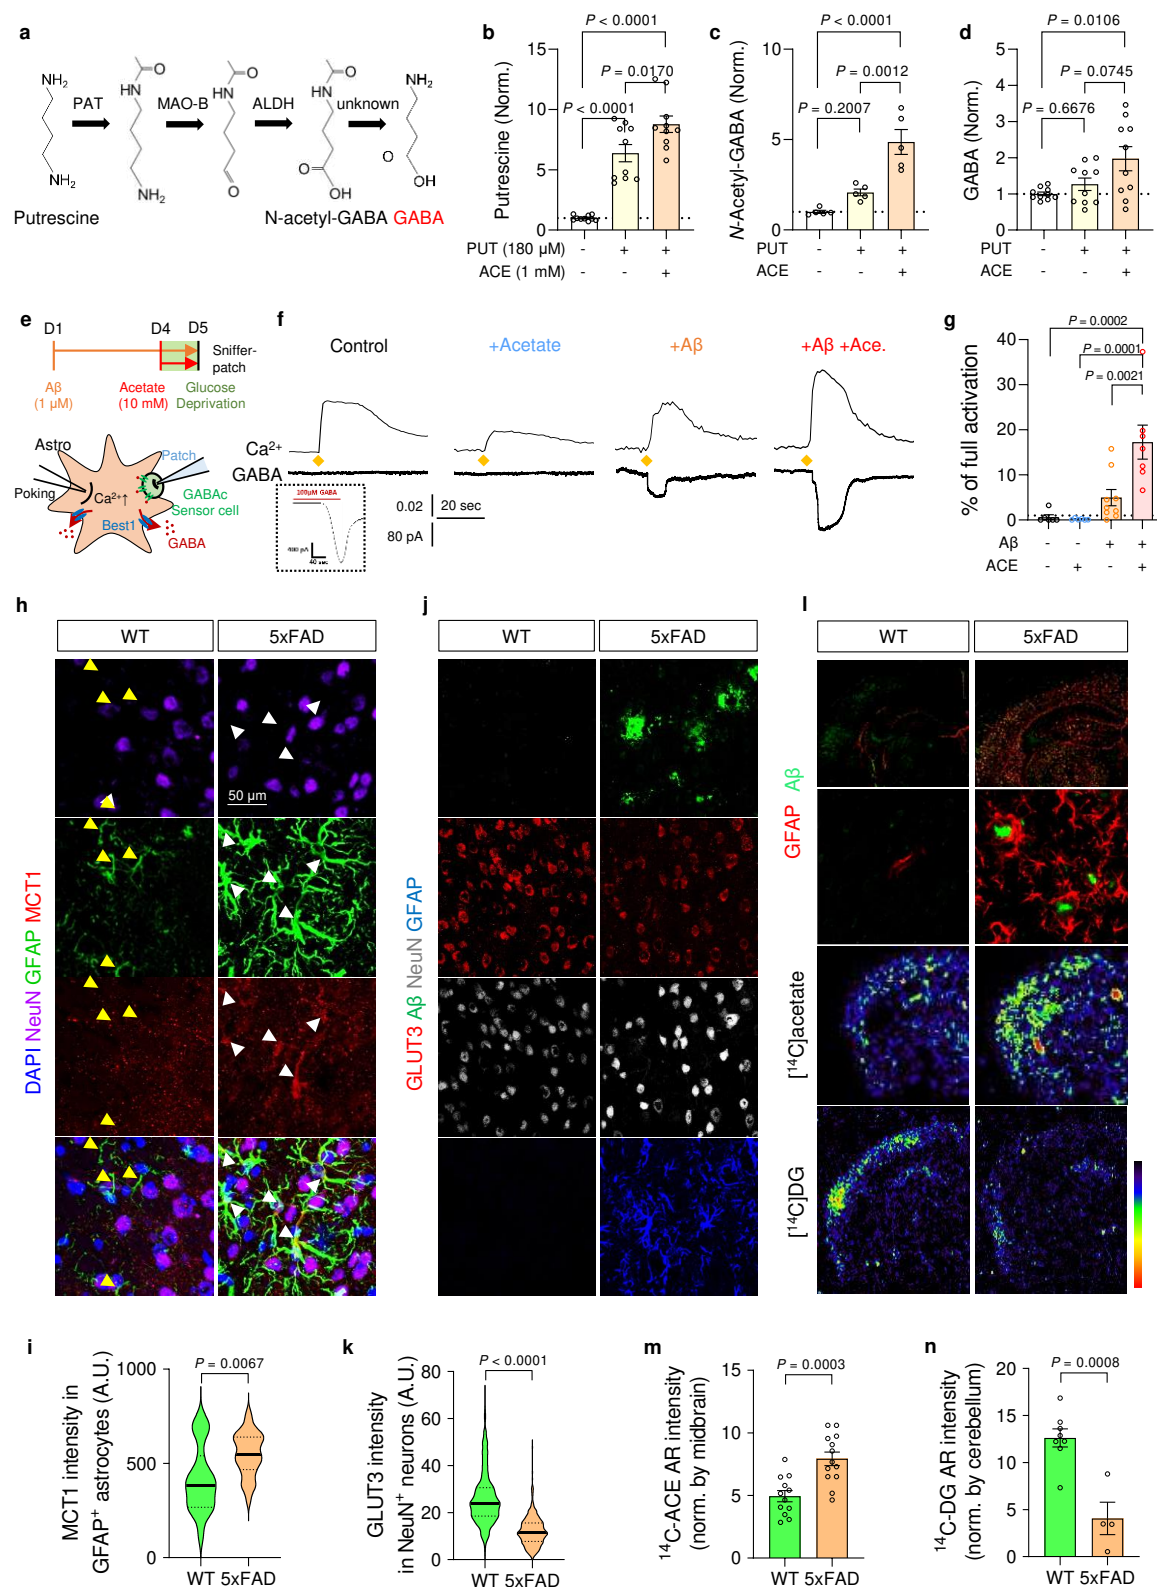 a
NH₂
PAT
HN
O
MAO-B
HN
O
ALDH
HN
O
unknown
NH₂
NH₂
NH₂
O
O
OH
O
OH
Putrescine
N-acetyl-GABA GABA
b
P < 0.0001
P = 0.0170
P < 0.0001
Putrescine (Norm.)
15
10
5
0
PUT (180 µM) - + +
ACE (1 mM) - - +
c
P < 0.0001
P = 0.0012
P = 0.2007
N-Acetyl-GABA (Norm.)
10
5
0
PUT - + +
ACE - - +
d
P = 0.0106
P = 0.0745
P = 0.6676
GABA (Norm.)
5
4
3
2
1
0
PUT - + +
ACE - - +
e
D1 D4 D5
Sniffer-
patch
Aβ
(1 µM)
Acetate
(10 mM)
Glucose
Deprivation
Astro
Patch
Poking
Ca²⁺↑
GABAc
Sensor cell
Best1
GABA
f
Control +Acetate +Aβ +Aβ +Ace.
Ca²⁺
GABA
100µM GABA
400 pA
40 sec
0.02 20 sec
80 pA
g
P = 0.0002
P = 0.0001
P = 0.0021
% of full activation
40
30
20
10
0
Aβ - - + +
ACE - + - +
h
WT 5xFAD
50 µm
DAPI NeuN GFAP MCT1
j
WT 5xFAD
GLUT3 Aβ NeuN GFAP
l
WT 5xFAD
GFAP Aβ
[¹⁴C]acetate
[¹⁴C]DG
i
P = 0.0067
MCT1 intensity in
GFAP⁺ astrocytes (A.U.)
1000
500
0
WT 5xFAD
k
P < 0.0001
GLUT3 intensity
in NeuN⁺ neurons (A.U.)
80
60
40
20
0
WT 5xFAD
m
P = 0.0003
¹⁴C-ACE AR intensity
(norm. by midbrain)
15
10
5
0
WT 5xFAD
n
P = 0.0008
¹⁴C-DG AR intensity
(norm. by cerebellum)
20
15
10
5
0
WT 5xFAD